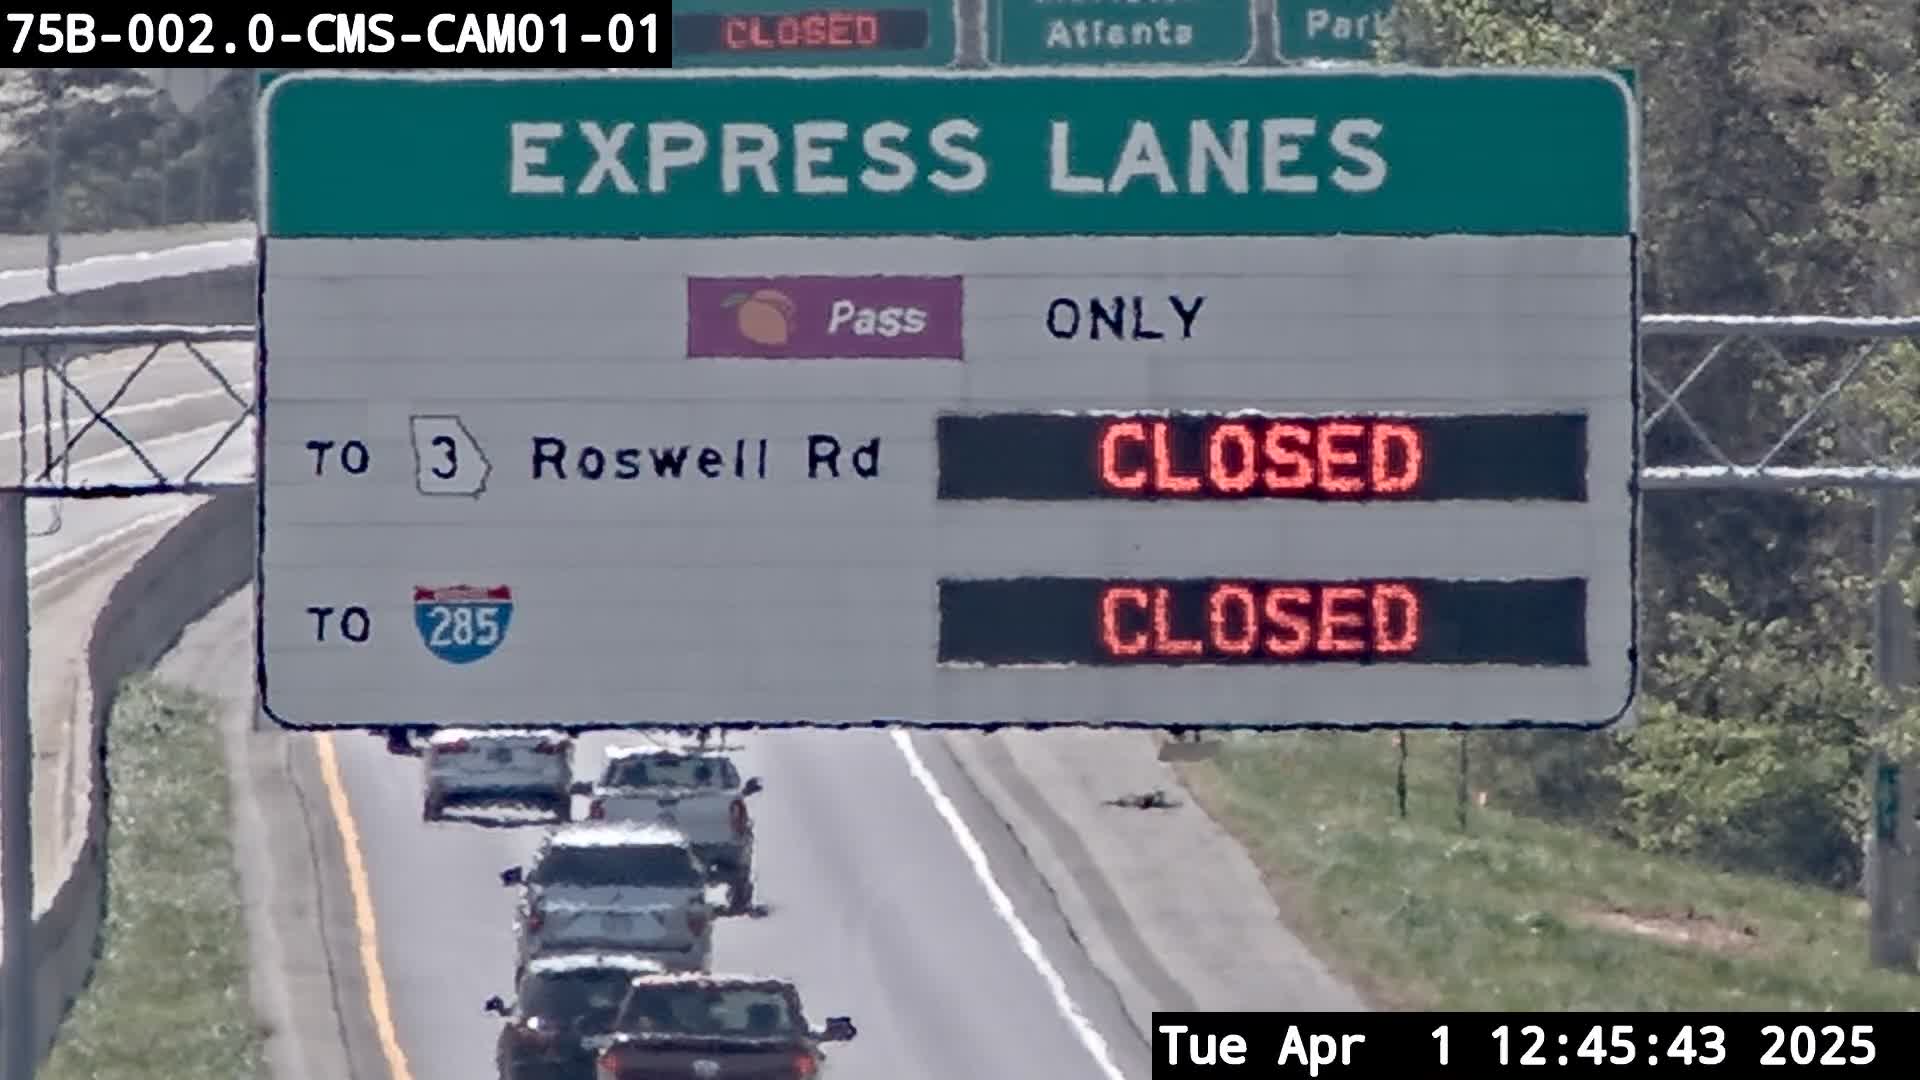 75B-002.0-CMS-CAM01-01
CLOSED
Atlanta
EXPRESS LANES
Pass ONLY
TO 3 Roswell Rd CLOSED
TO 285 CLOSED
Tue Apr 1 12:45:43 2025